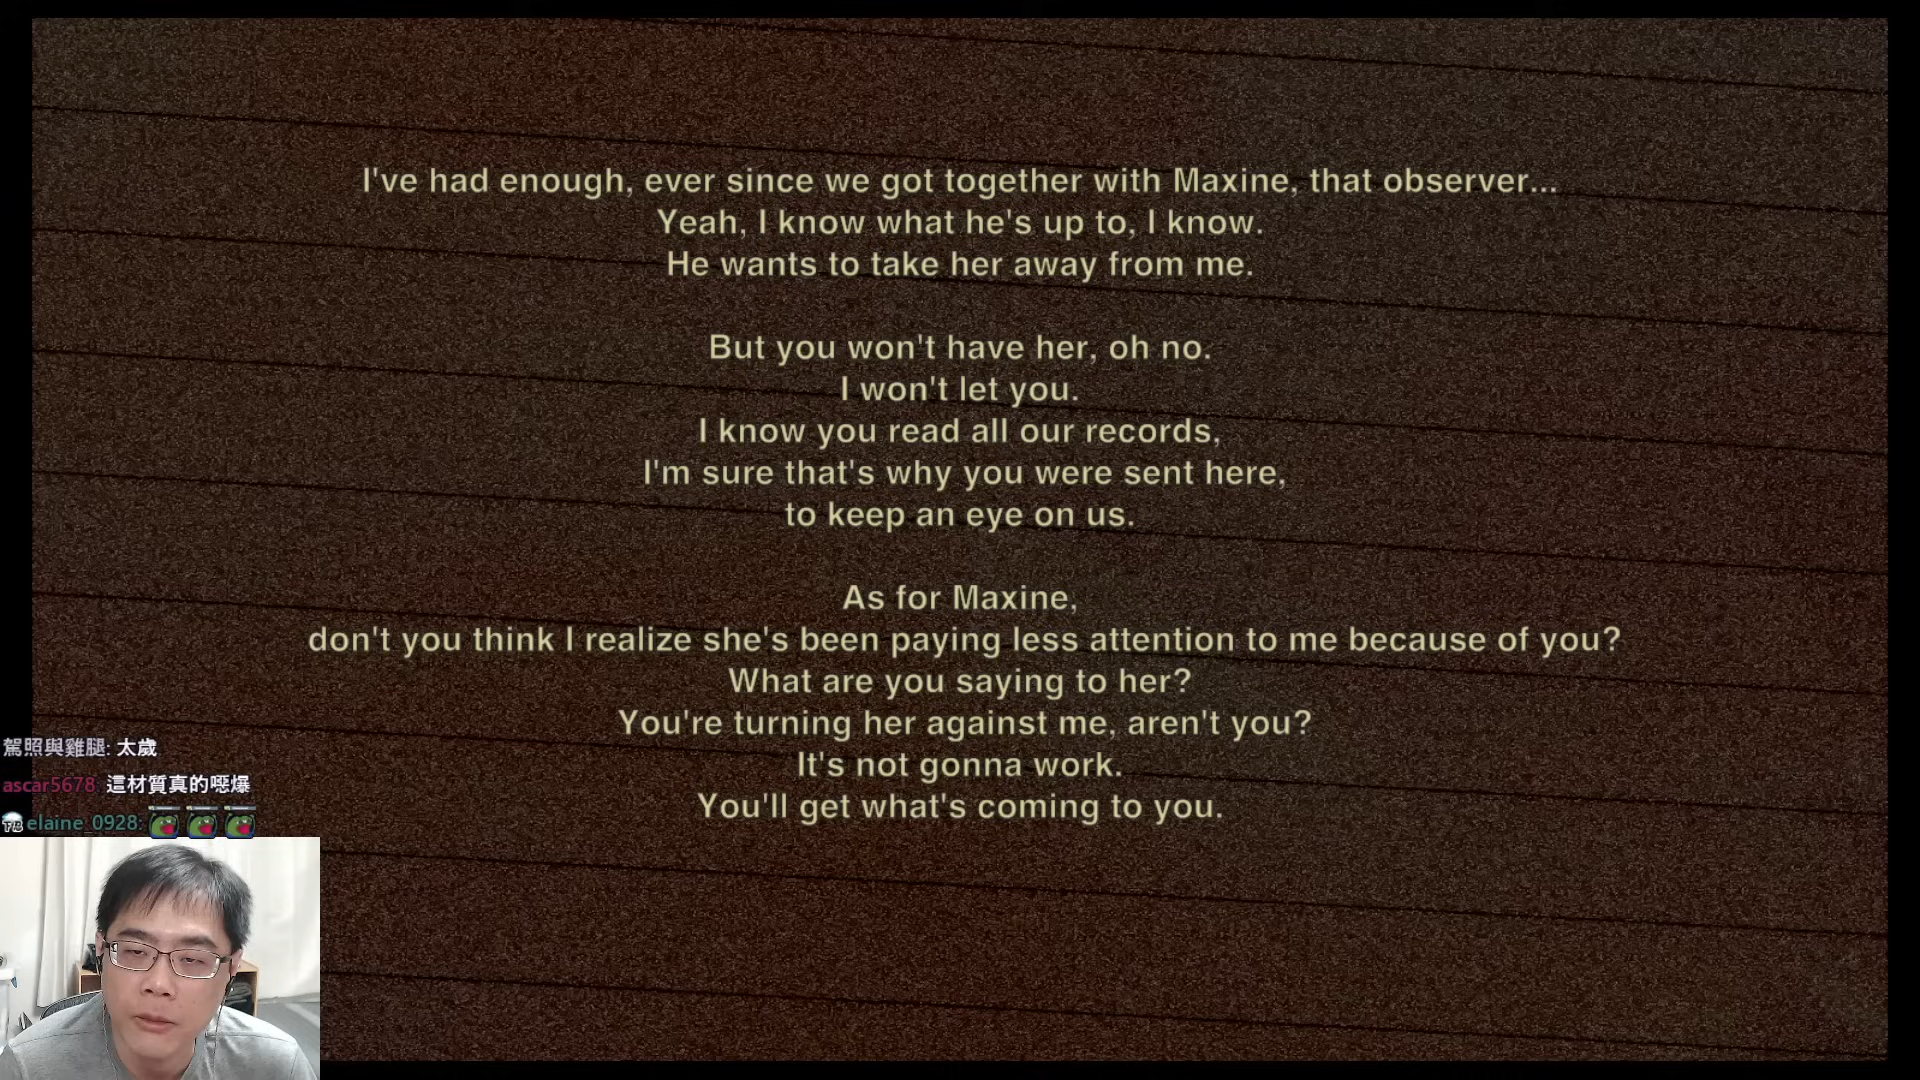 I've had enough, ever since we got together with Maxine, that observer...
Yeah, I know what he's up to, I know.
He wants to take her away from me.
But you won't have her, oh no.
I won't let you.
I know you read all our records,
I'm sure that's why you were sent here,
to keep an eye on us.
As for Maxine,
don't you think I realize she's been paying less attention to me because of you?
What are you saying to her?
You're turning her against me, aren't you?
It's not gonna work.
You'll get what's coming to you.
駕照與雞腿: 太歲
ascar5678: 這材質真的噁爆
elaine_0928: